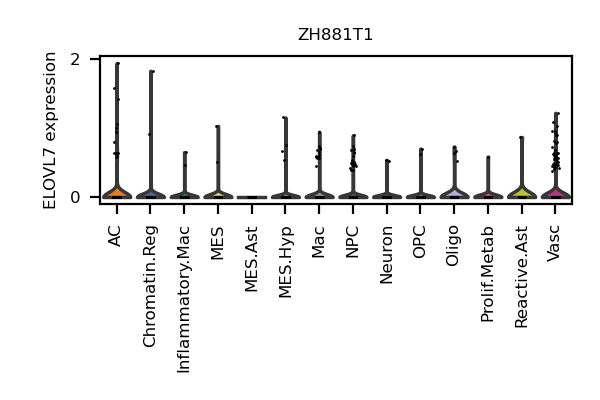 ZH881T1
ELOVL7 expression
2
0
AC
Chromatin.Reg
Inflammatory.Mac
MES
MES.Ast
MES.Hyp
Mac
NPC
Neuron
OPC
Oligo
Prolif.Metab
Reactive.Ast
Vasc